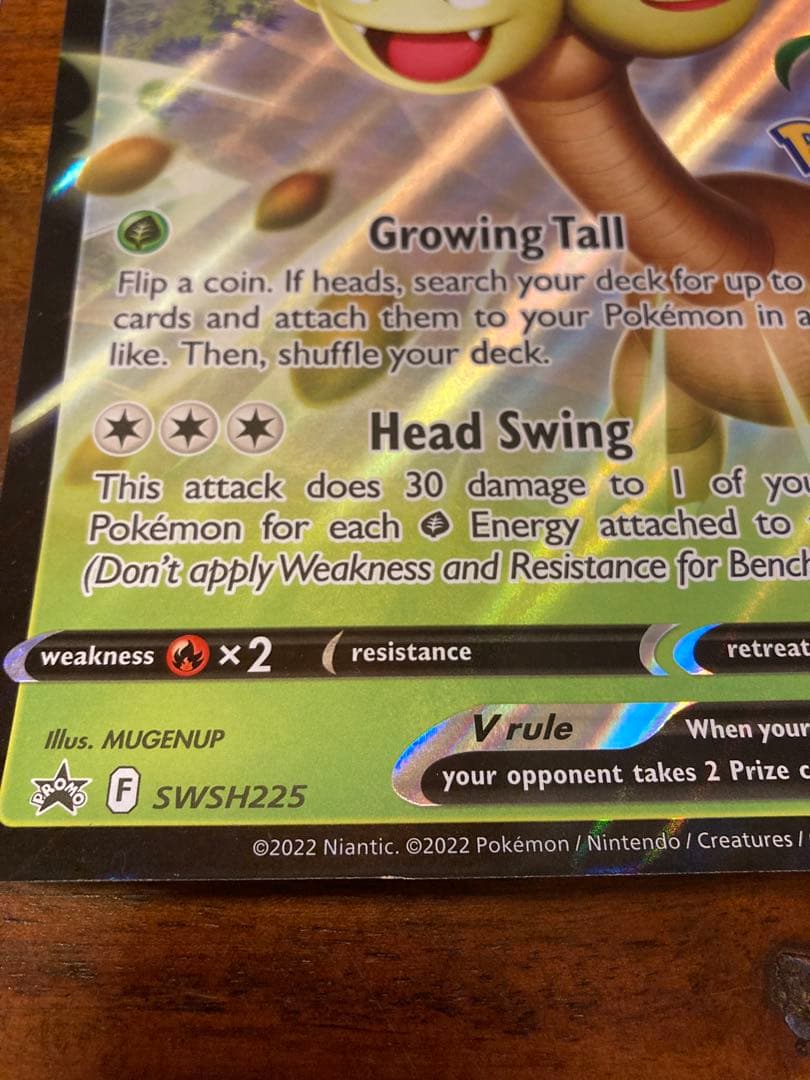 Growing Tall
Flip a coin. If heads, search your deck for up to
cards and attach them to your Pokémon in a
like. Then, shuffle your deck.
Head Swing
This attack does 30 damage to 1 of you
Pokémon for each Energy attached to
(Don't apply Weakness and Resistance for Bench
weakness ×2 resistance retreat
Illus. MUGENUP
V rule When your
your opponent takes 2 Prize c
PROMO F SWSH225
©2022 Niantic. ©2022 Pokémon / Nintendo / Creatures /